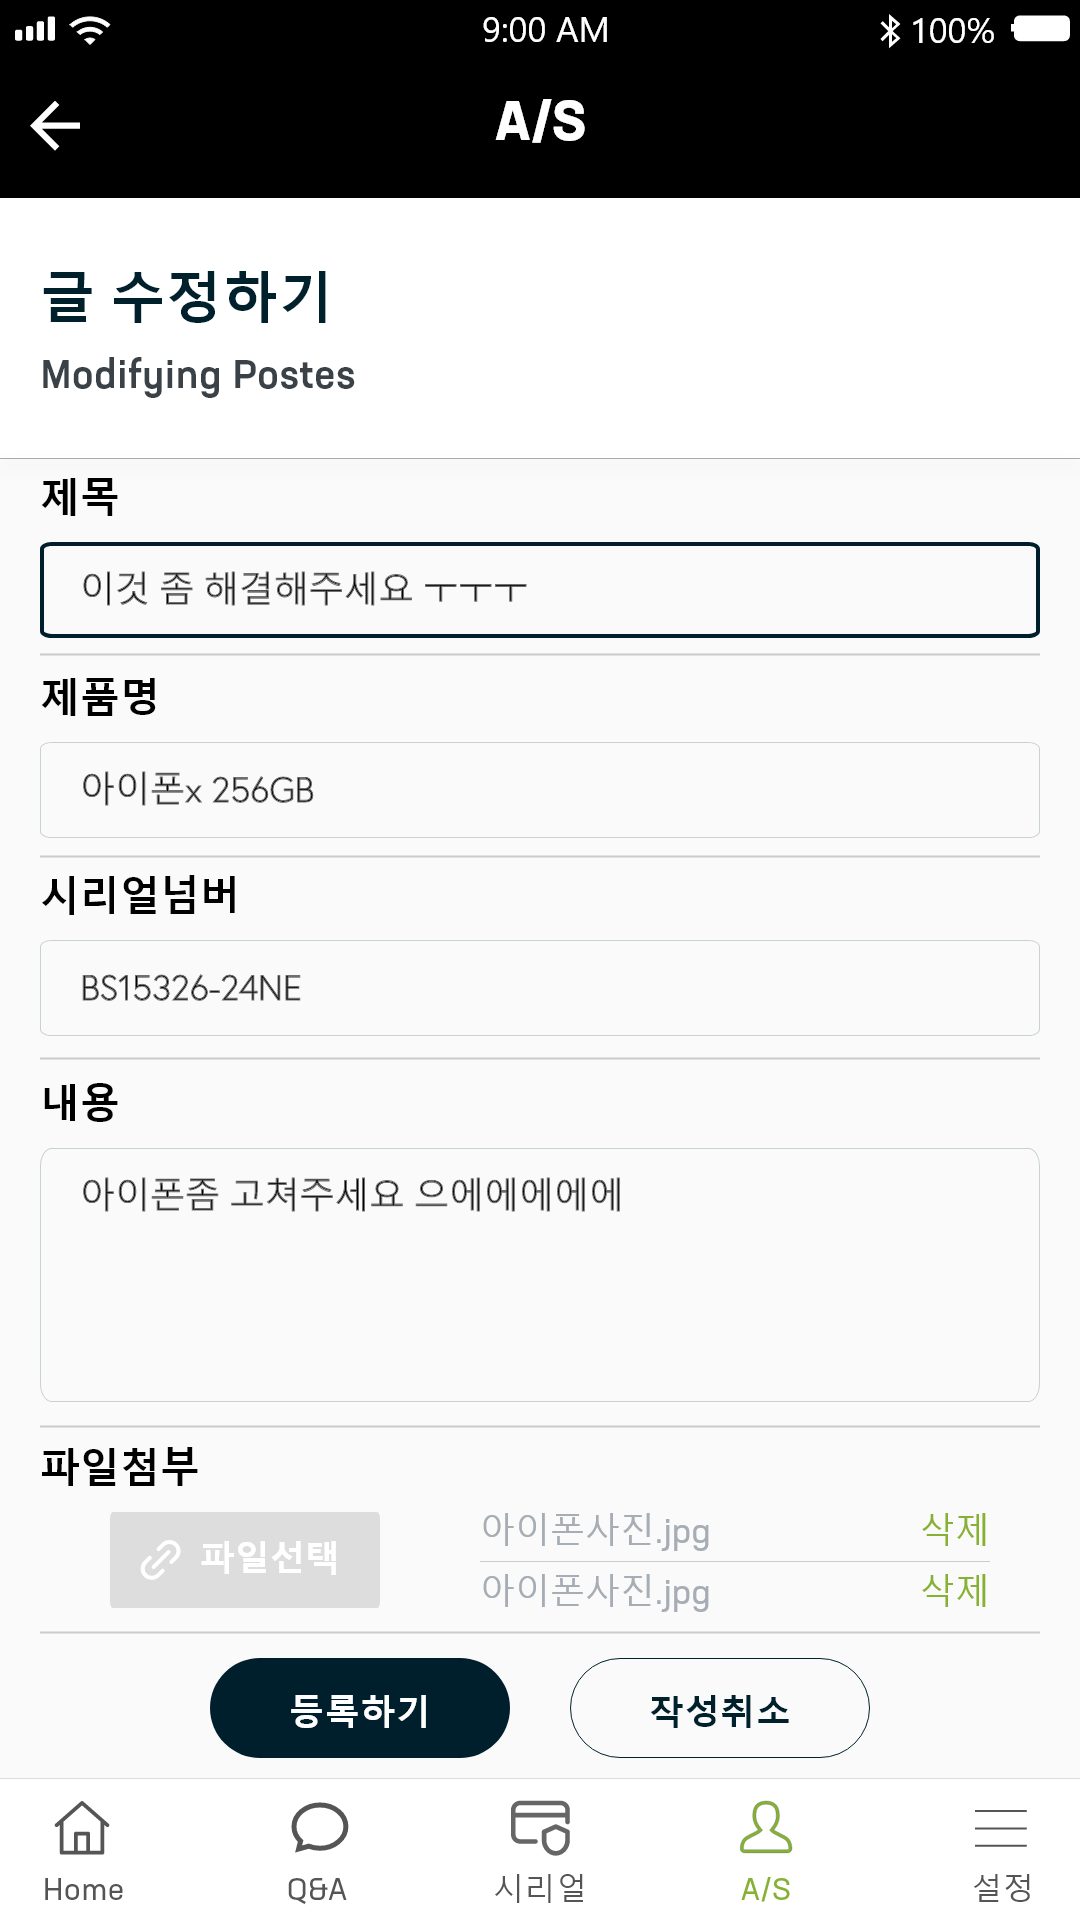 9:00 AM
100%
A/S
글 수정하기
Modifying Postes
제목
이것 좀 해결해주세요 ㅜㅜㅜ
제품명
아이폰x 256GB
시리얼넘버
BS15326-24NE
내용
아이폰좀 고쳐주세요 으에에에에에
파일첨부
파일선택
아이폰사진.jpg 삭제
아이폰사진.jpg 삭제
등록하기 작성취소
Home Q&A 시리얼 A/S 설정